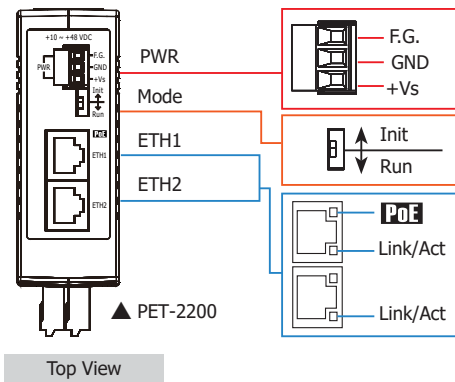 +10 ~ +48 VDC
F.G.
PWR
GND
+Vs
Init
Run
PoE
ETH1
ETH2
PWR
Mode
ETH1
ETH2
F.G.
GND
+Vs
Init
Run
PoE
Link/Act
Link/Act
▲ PET-2200
Top View